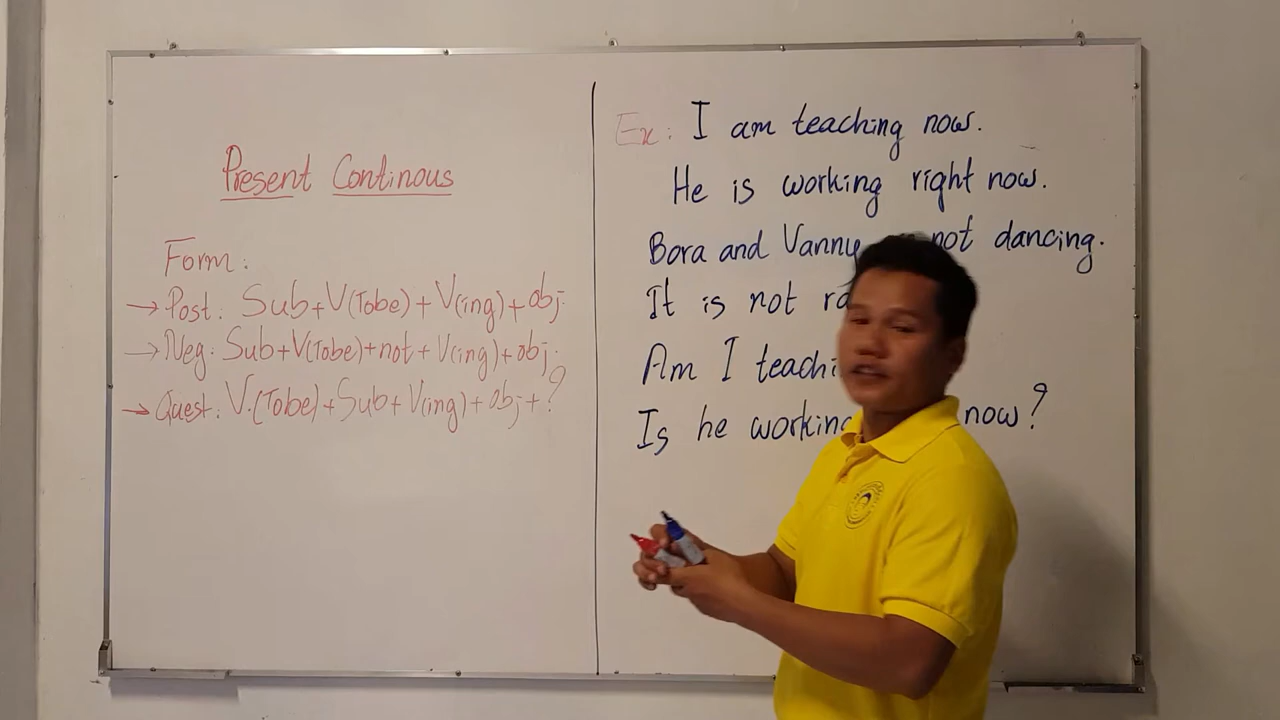 Present Continous
Form:
→ Post: Sub+V(Tobe)+V(ing)+obj.
→ Neg: Sub+V(Tobe)+not+V(ing)+obj.
→ Quest: V.(Tobe)+Sub+V(ing)+obj+?
Ex: I am teaching now.
He is working right now.
Bora and Vanny not dancing.
It is not
Am I
Is he working now?